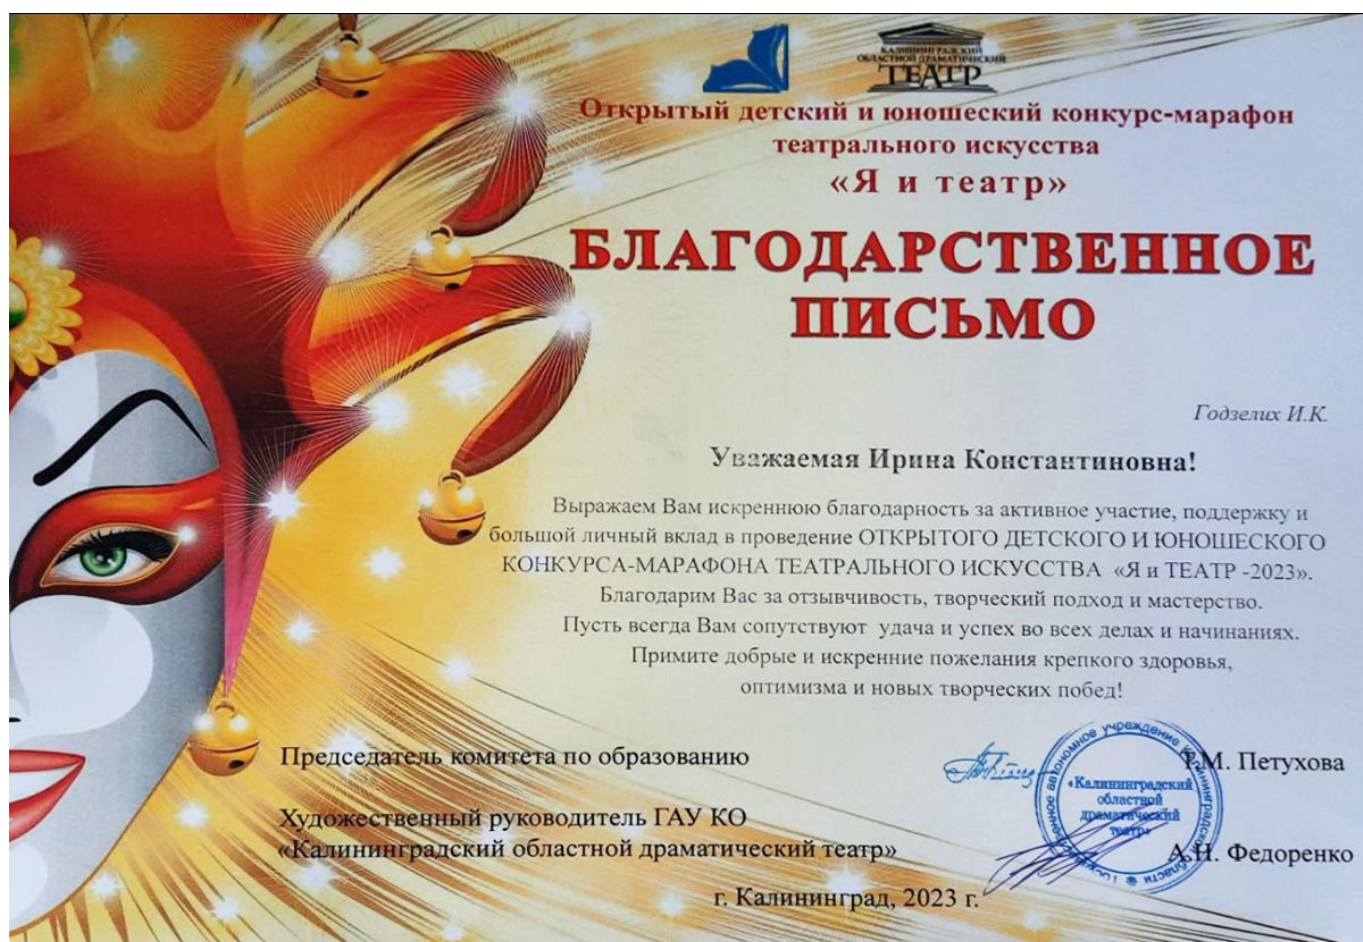 КАЛИНИНГРАДСКИЙ
ОБЛАСТНОЙ ДРАМАТИЧЕСКИЙ
ТЕАТР
Открытый детский и юношеский конкурс-марафон
театрального искусства
«Я и театр»
БЛАГОДАРСТВЕННОЕ
ПИСЬМО
Годзелих И.К.
Уважаемая Ирина Константиновна!
Выражаем Вам искреннюю благодарность за активное участие, поддержку и
большой личный вклад в проведение ОТКРЫТОГО ДЕТСКОГО И ЮНОШЕСКОГО
КОНКУРСА-МАРАФОНА ТЕАТРАЛЬНОГО ИСКУССТВА «Я и ТЕАТР -2023».
Благодарим Вас за отзывчивость, творческий подход и мастерство.
Пусть всегда Вам сопутствуют удача и успех во всех делах и начинаниях.
Примите добрые и искренние пожелания крепкого здоровья,
оптимизма и новых творческих побед!
Председатель комитета по образованию
Т.М. Петухова
Художественный руководитель ГАУ КО
«Калининградский областной драматический театр»
А.Н. Федоренко
автономное учреждение Калининградской области
«Калининградский
областной
драматический
театр»
г. Калининград, 2023 г.